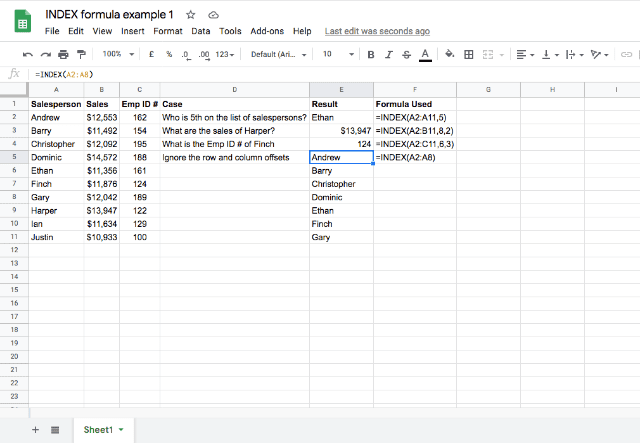 INDEX formula example 1
File Edit View Insert Format Data Tools Add-ons Help Last edit was seconds ago
100% £ % .0 .00 123 Default (Ari... 10 B I S A
fx =INDEX(A2:A8)
A B C D E F G H I
1 Salesperson Sales Emp ID # Case Result Formula Used
2 Andrew $12,553 162 Who is 5th on the list of salespersons? Ethan =INDEX(A2:A11,5)
3 Barry $11,492 154 What are the sales of Harper? $13,947 =INDEX(A2:B11,8,2)
4 Christopher $12,092 195 What is the Emp ID # of Finch 124 =INDEX(A2:C11,6,3)
5 Dominic $14,572 188 Ignore the row and column offsets Andrew =INDEX(A2:A8)
6 Ethan $11,356 161 Barry
7 Finch $11,876 124 Christopher
8 Gary $12,042 189 Dominic
9 Harper $13,947 122 Ethan
10 Ian $11,634 129 Finch
11 Justin $10,933 100 Gary
12
13
14
15
16
17
18
19
20
21
22
23
Sheet1